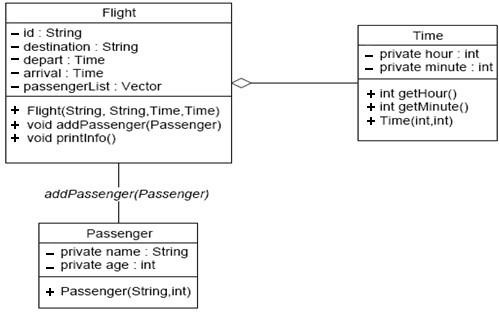 Flight
- id : String
- destination : String
- depart : Time
- arrival : Time
- passengerList : Vector
+ Flight(String, String,Time,Time)
+ void addPassenger(Passenger)
+ void printInfo()
Time
- private hour : int
- private minute : int
+ int getHour()
+ int getMinute()
+ Time(int,int)
addPassenger(Passenger)
Passenger
- private name : String
- private age : int
+ Passenger(String,int)